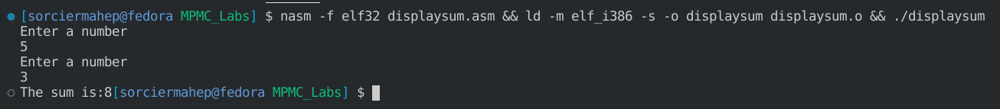 [sorciermahep@fedora MPMC_Labs] $ nasm -f elf32 displaysum.asm && ld -m elf_i386 -s -o displaysum displaysum.o && ./displaysum
Enter a number
5
Enter a number
3
The sum is:8[sorciermahep@fedora MPMC_Labs] $